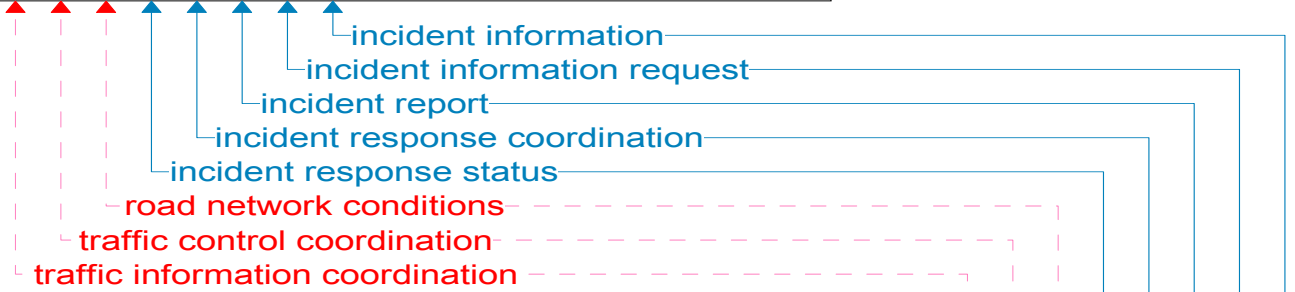 incident information
incident information request
incident report
incident response coordination
incident response status
road network conditions
traffic control coordination
traffic information coordination